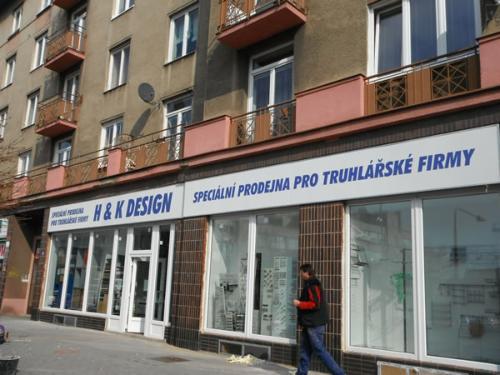 SPECIÁLNÍ PRODEJNA
PRO TRUHLÁŘSKÉ FIRMY
H & K DESIGN
SPECIÁLNÍ PRODEJNA PRO TRUHLÁŘSKÉ FIRMY